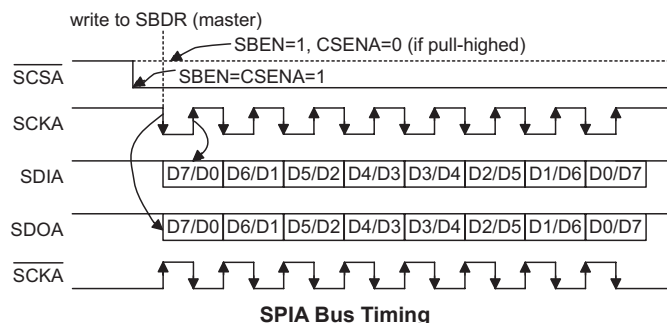 write to SBDR (master)
SBEN=1, CSENA=0 (if pull-highed)
SCSA
SBEN=CSENA=1
SCKA
SDIA D7/D0 D6/D1 D5/D2 D4/D3 D3/D4 D2/D5 D1/D6 D0/D7
SDOA D7/D0 D6/D1 D5/D2 D4/D3 D3/D4 D2/D5 D1/D6 D0/D7
SCKA
SPIA Bus Timing